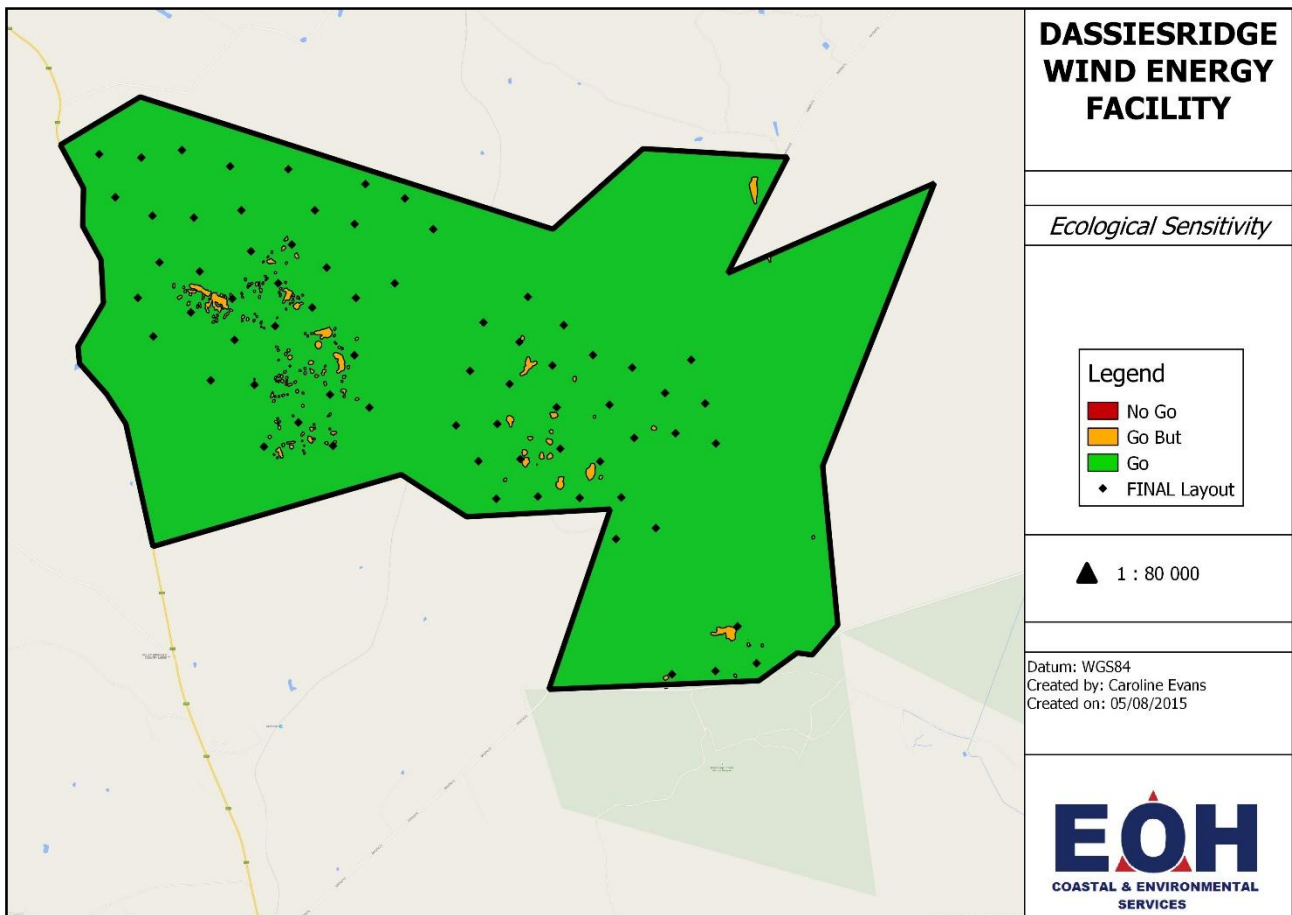 DASSIESRIDGE
WIND ENERGY
FACILITY
Ecological Sensitivity
Legend
No Go
Go But
Go
FINAL Layout
1 : 80 000
Datum: WGS84
Created by: Caroline Evans
Created on: 05/08/2015
EOH
COASTAL & ENVIRONMENTAL
SERVICES